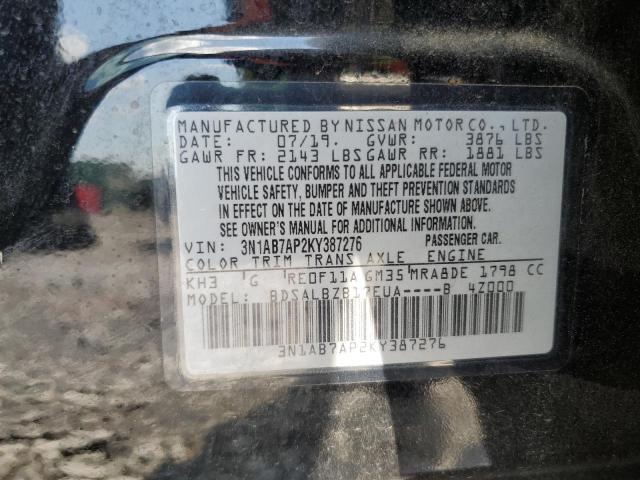 MANUFACTURED BY NISSAN MOTOR CO., LTD.
DATE: 07/19. GVWR: 3876 LBS
GAWR FR: 2143 LBS GAWR RR: 1881 LBS
THIS VEHICLE CONFORMS TO ALL APPLICABLE FEDERAL MOTOR
VEHICLE SAFETY, BUMPER AND THEFT PREVENTION STANDARDS
IN EFFECT ON THE DATE OF MANUFACTURE SHOWN ABOVE.
SEE OWNER'S MANUAL FOR ADDITIONAL INFORMATION.
VIN: 3N1AB7AP2KY387276 PASSENGER CAR.
COLOR TRIM TRANS AXLE ENGINE
KH3 G RE0F11A GM35 MRA8DE 1798 CC
MODEL: BDSALBZB17EUA----B 4Z000
3N1AB7AP2KY387276